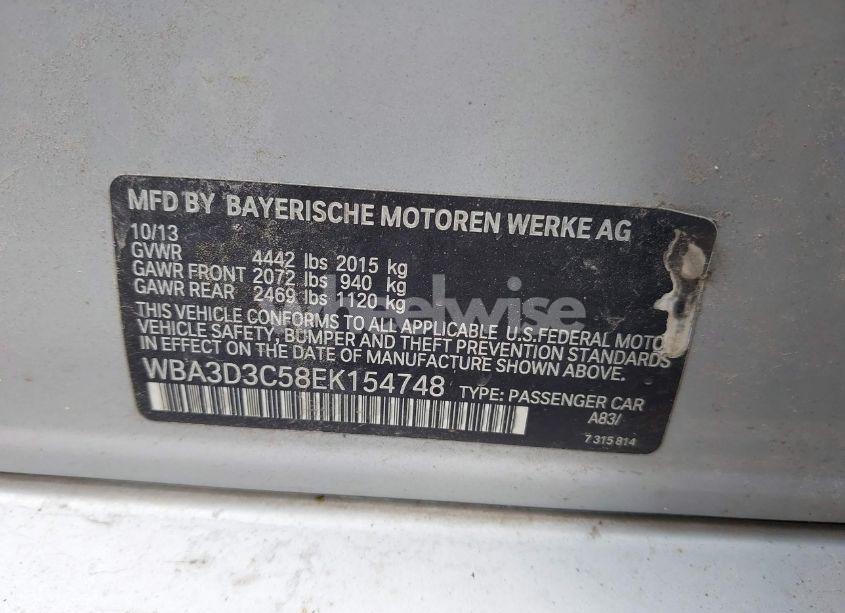 MFD BY BAYERISCHE MOTOREN WERKE AG
10/13
GVWR 4442 lbs 2015 kg
GAWR FRONT 2072 lbs 940 kg
GAWR REAR 2469 lbs 1120 kg
THIS VEHICLE CONFORMS TO ALL APPLICABLE U.S.FEDERAL MOTO
VEHICLE SAFETY, BUMPER AND THEFT PREVENTION STANDARDS
IN EFFECT ON THE DATE OF MANUFACTURE SHOWN ABOVE.
WBA3D3C58EK154748 TYPE: PASSENGER CAR
A83/
7 315 814
wheelwise